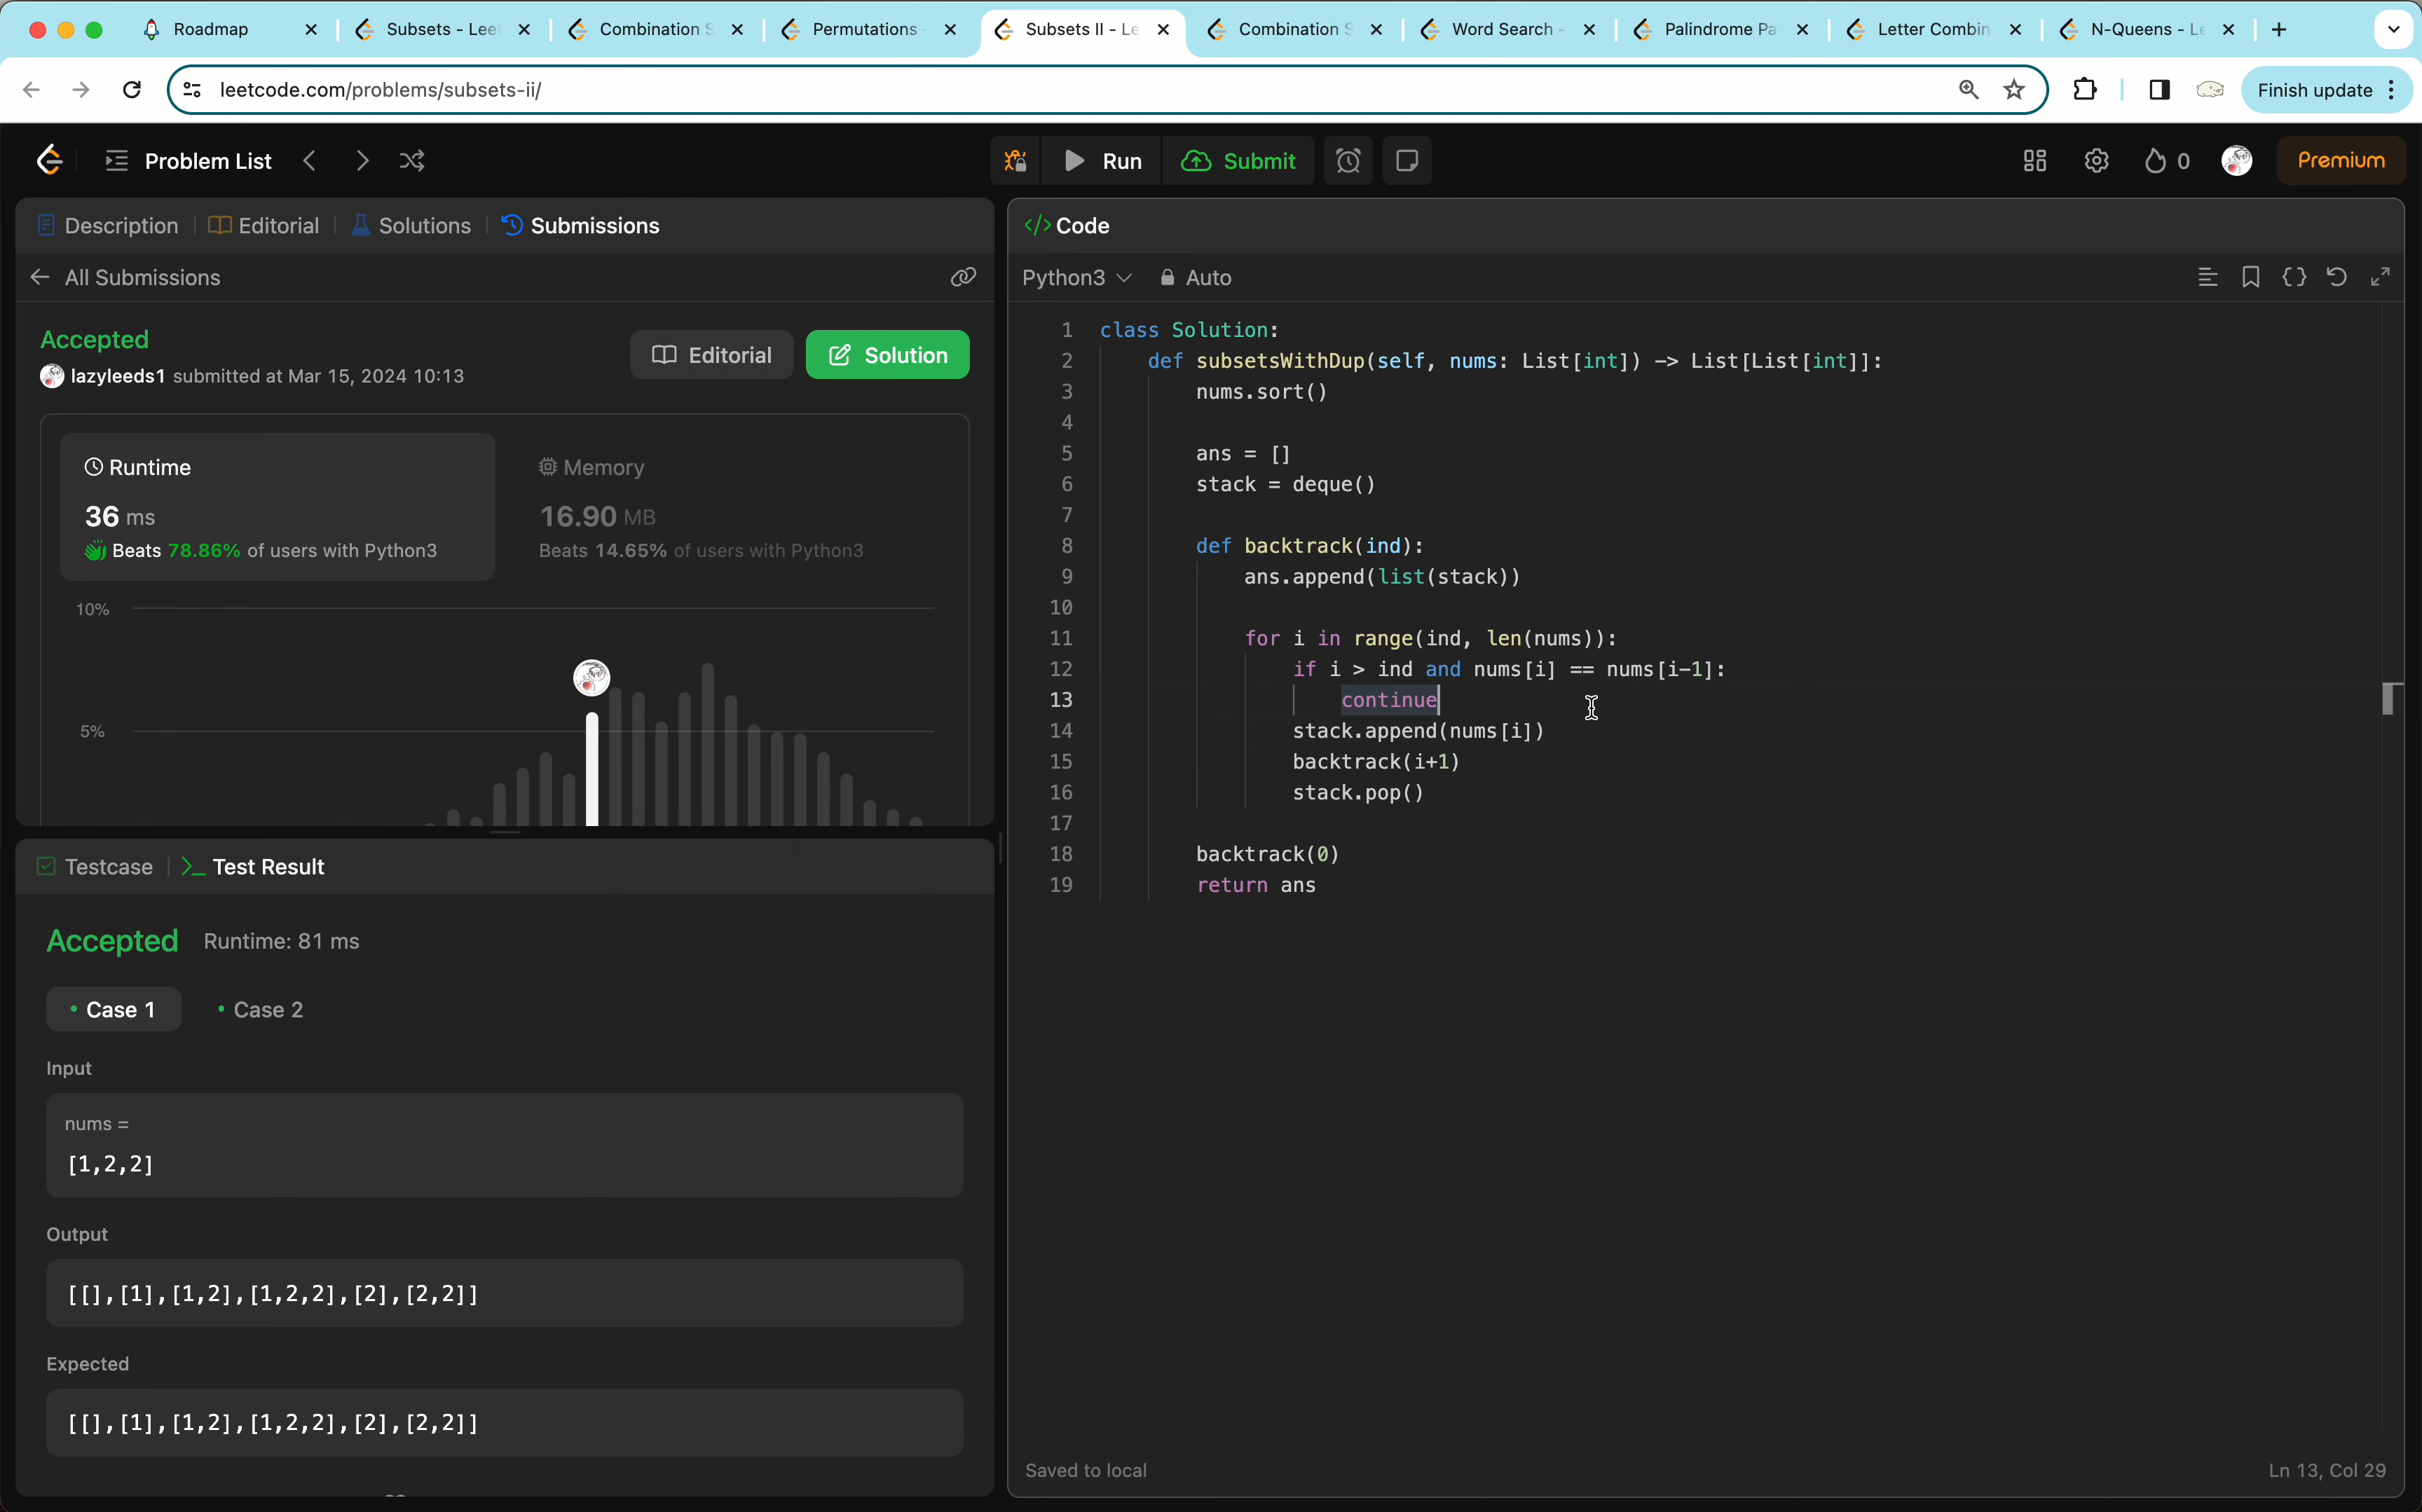 Roadmap
Subsets - Leet
Combination S
Permutations -
Subsets II - Le
Combination S
Word Search -
Palindrome Pa
Letter Combin
N-Queens - Le
leetcode.com/problems/subsets-ii/
Finish update
Problem List
Run
Submit
0
Premium
Description
Editorial
Solutions
Submissions
All Submissions
Accepted
lazyleeds1 submitted at Mar 15, 2024 10:13
Editorial
Solution
Runtime
36 ms
Beats 78.86% of users with Python3
Memory
16.90 MB
Beats 14.65% of users with Python3
10%
5%
Testcase
>_ Test Result
Accepted Runtime: 81 ms
• Case 1
• Case 2
Input
nums =
[1,2,2]
Output
[[],[1],[1,2],[1,2,2],[2],[2,2]]
Expected
[[],[1],[1,2],[1,2,2],[2],[2,2]]
</> Code
Python3
Auto
1 class Solution:
2 def subsetsWithDup(self, nums: List[int]) -> List[List[int]]:
3 nums.sort()
4
5 ans = []
6 stack = deque()
7
8 def backtrack(ind):
9 ans.append(list(stack))
10
11 for i in range(ind, len(nums)):
12 if i > ind and nums[i] == nums[i-1]:
13 continue
14 stack.append(nums[i])
15 backtrack(i+1)
16 stack.pop()
17
18 backtrack(0)
19 return ans
Saved to local
Ln 13, Col 29